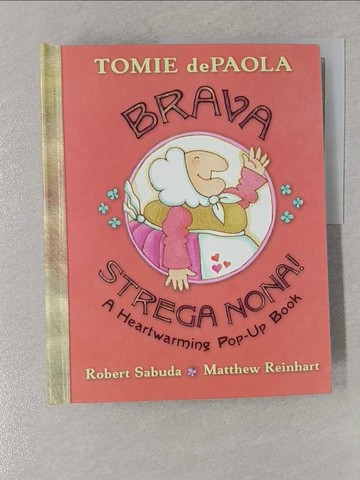 TOMIE dePAOLA
BRAVA
STREGA NONA!
A Heartwarming Pop-Up Book
Robert Sabuda Matthew Reinhart